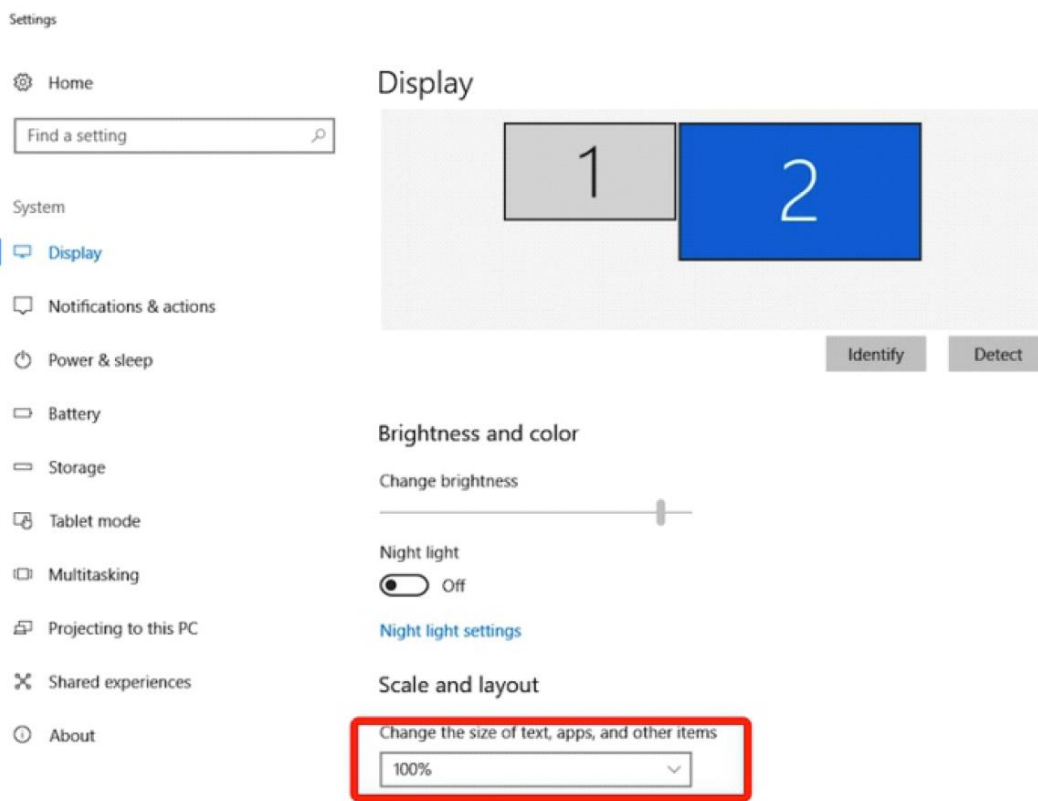 Settings
Home
Find a setting
System
Display
Notifications & actions
Power & sleep
Battery
Storage
Tablet mode
Multitasking
Projecting to this PC
Shared experiences
About
Display
1
2
Identify
Detect
Brightness and color
Change brightness
Night light
Off
Night light settings
Scale and layout
Change the size of text, apps, and other items
100%